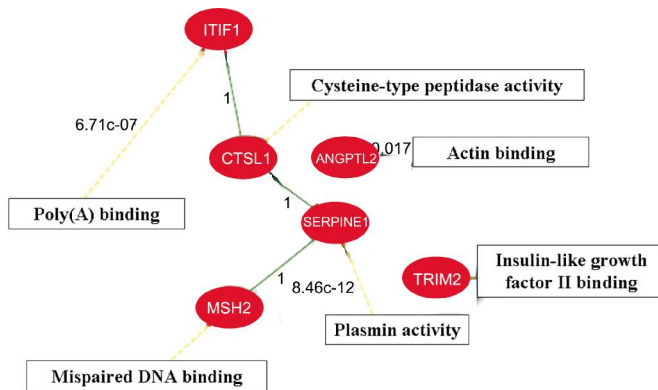 ITIF1
Cysteine-type peptidase activity
1
6.71c-07
CTSL1
ANGPTL2
0.017
Actin binding
Poly(A) binding
1
SERPINE1
Insulin-like growth
factor II binding
TRIM2
1
8.46c-12
MSH2
Plasmin activity
Mispaired DNA binding